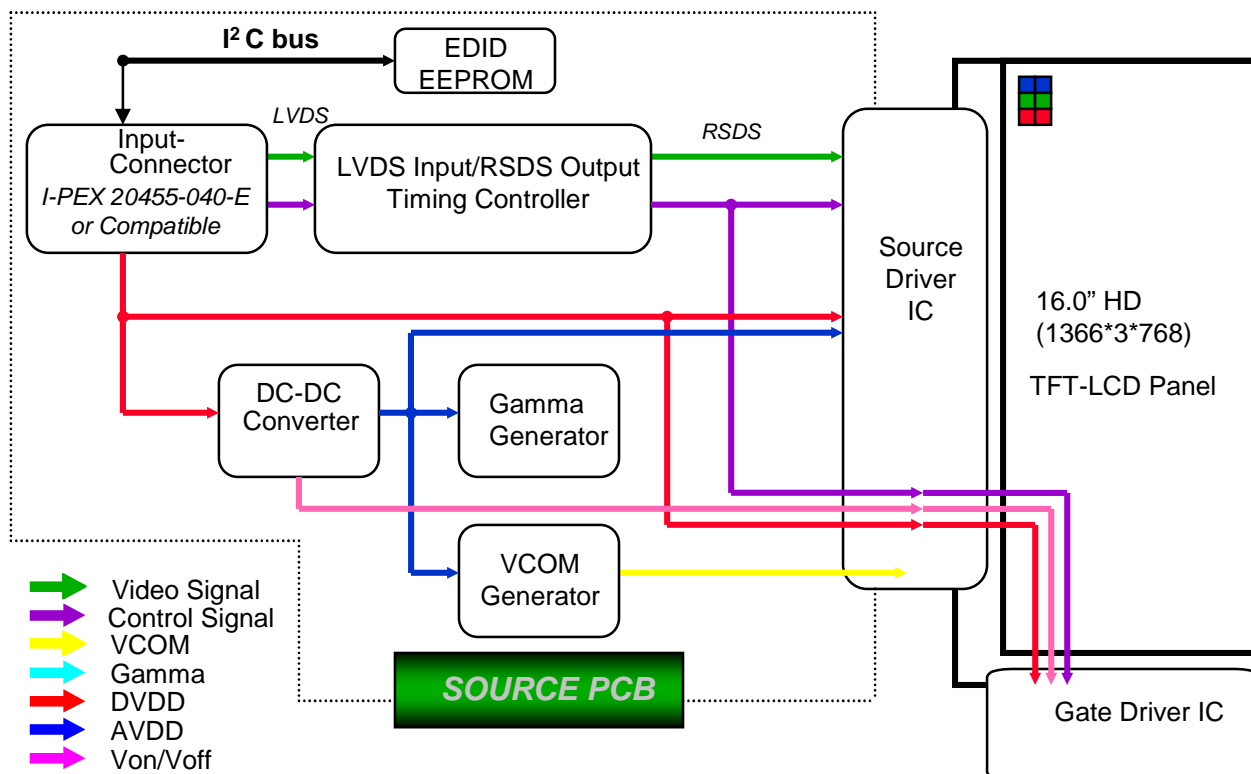 I² C bus
EDID
EEPROM
LVDS
RSDS
Input-
Connector
I-PEX 20455-040-E
or Compatible
LVDS Input/RSDS Output
Timing Controller
Source
Driver
IC
16.0” HD
(1366*3*768)
TFT-LCD Panel
DC-DC
Converter
Gamma
Generator
VCOM
Generator
Video Signal
Control Signal
VCOM
Gamma
DVDD
AVDD
Von/Voff
SOURCE PCB
Gate Driver IC